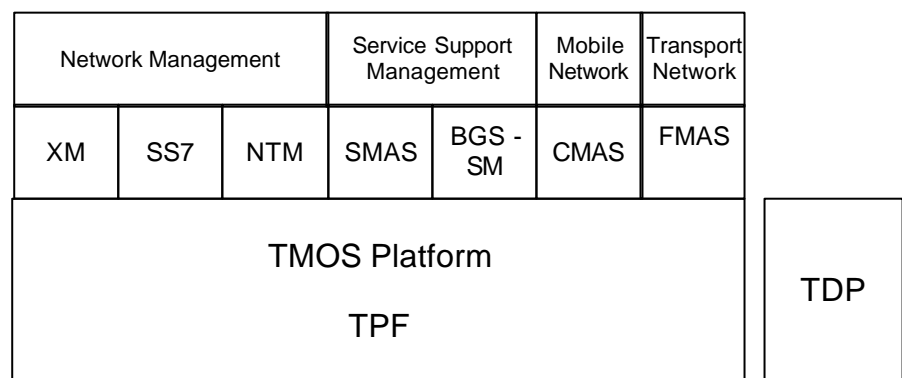 Network Management
Service Support
Management
Mobile
Network
Transport
Network
XM
SS7
NTM
SMAS
BGS -
SM
CMAS
FMAS
TMOS Platform
TPF
TDP